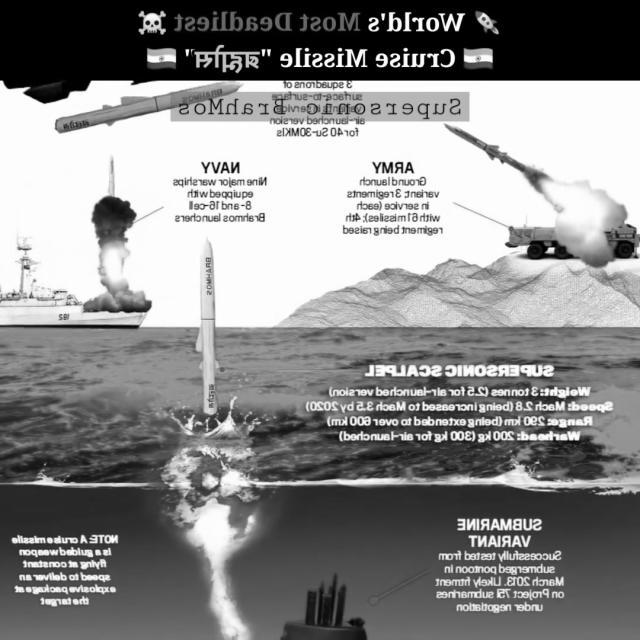 🚀 World's Most Deadliest ☠️
🇮🇳 Cruise Missile "ब्रह्मोस" 🇮🇳
3 squadrons of
surface-to-surface
Supersonic BrahMos
air-launched version
for 40 Su-30MKIs
BRAHMOS
ARMY
Ground launch
variant; 3 regiments
in service (each
with 61 missiles); 4th
regiment being raised
NAVY
Nine major warships
equipped with
8- and 16-cell
Brahmos launchers
BRAHMOS
SUPERSONIC SCALPEL
Weight: 3 tonnes (2.5 for air-launched version)
Speed: Mach 2.8 (being increased to Mach 3.5 by 2020)
Range: 290 km (being extended to over 600 km)
Warhead: 200 kg (300 kg for air-launched)
SUBMARINE
VARIANT
Successfully tested from
submerged pontoon in
March 2013. Likely fitment
on Project 75I submarines
under negotiation
NOTE: A cruise missile
is a guided weapon
flying at constant
speed to deliver an
explosive package at
the target